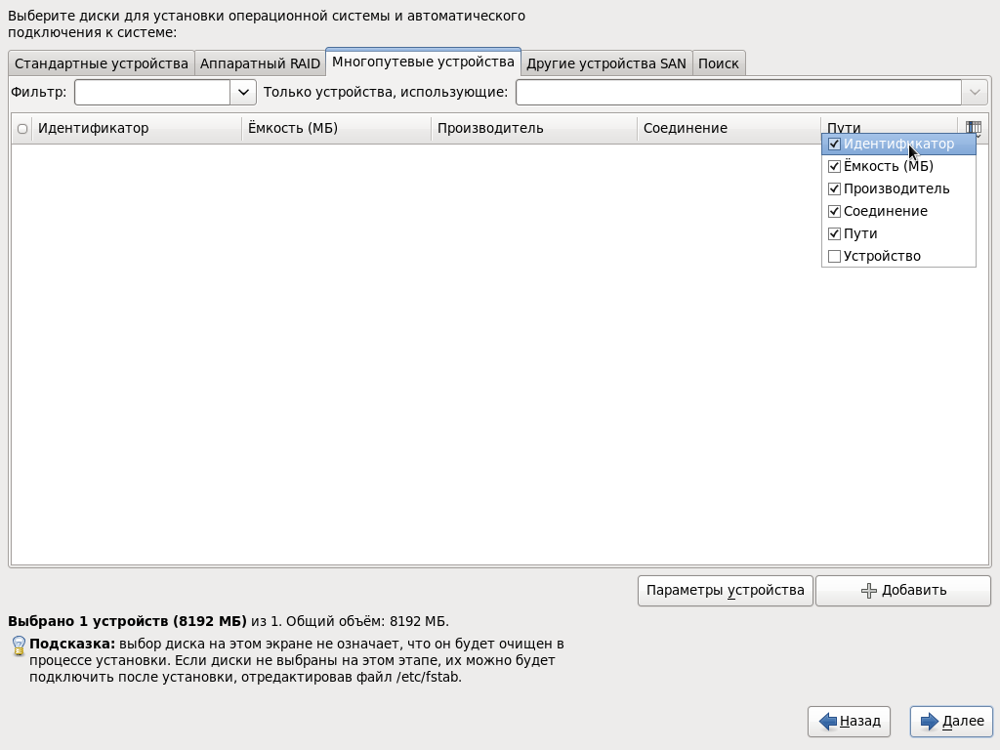 Выберите диски для установки операционной системы и автоматического
подключения к системе:
Стандартные устройства Аппаратный RAID Многопутевые устройства Другие устройства SAN Поиск
Фильтр: Только устройства, использующие:
Идентификатор Ёмкость (МБ) Производитель Соединение Пути
Идентификатор
Ёмкость (МБ)
Производитель
Соединение
Пути
Устройство
Параметры устройства Добавить
Выбрано 1 устройств (8192 МБ) из 1. Общий объём: 8192 МБ.
Подсказка: выбор диска на этом экране не означает, что он будет очищен в
процессе установки. Если диски не выбраны на этом этапе, их можно будет
подключить после установки, отредактировав файл /etc/fstab.
Назад Далее